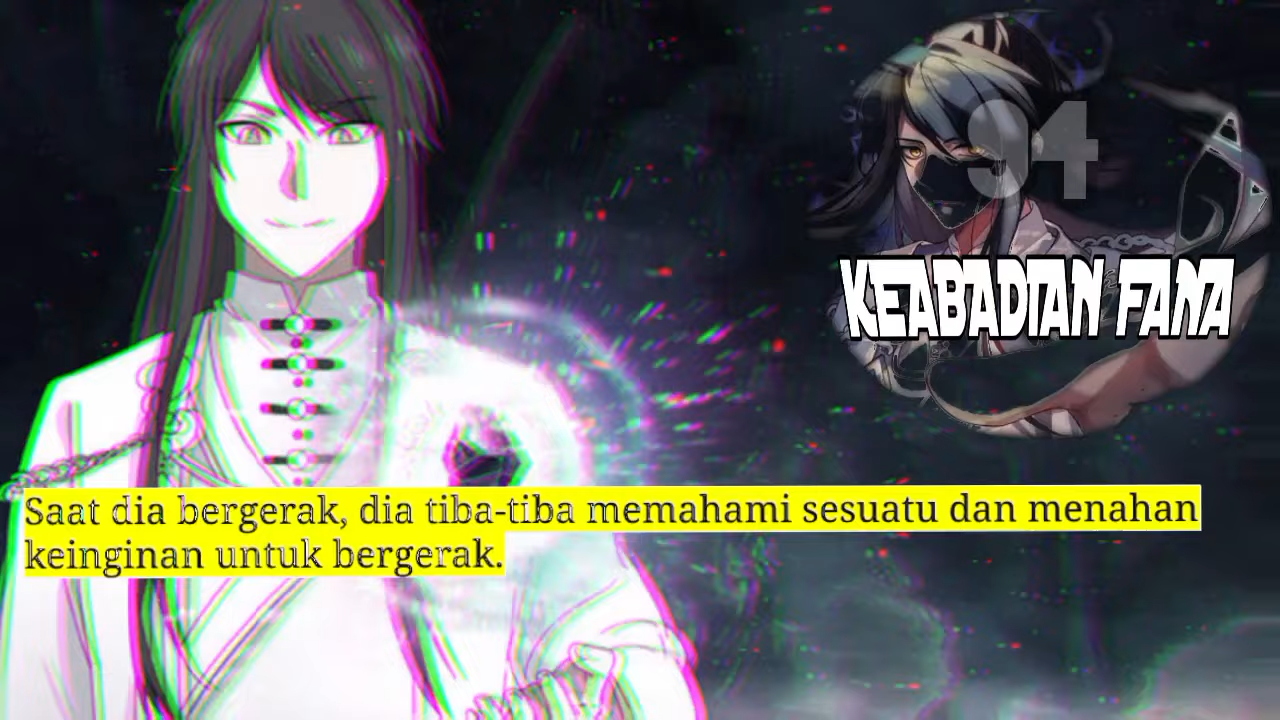 94
KEABADIAN FANA
Saat dia bergerak, dia tiba-tiba memahami sesuatu dan menahan
keinginan untuk bergerak.